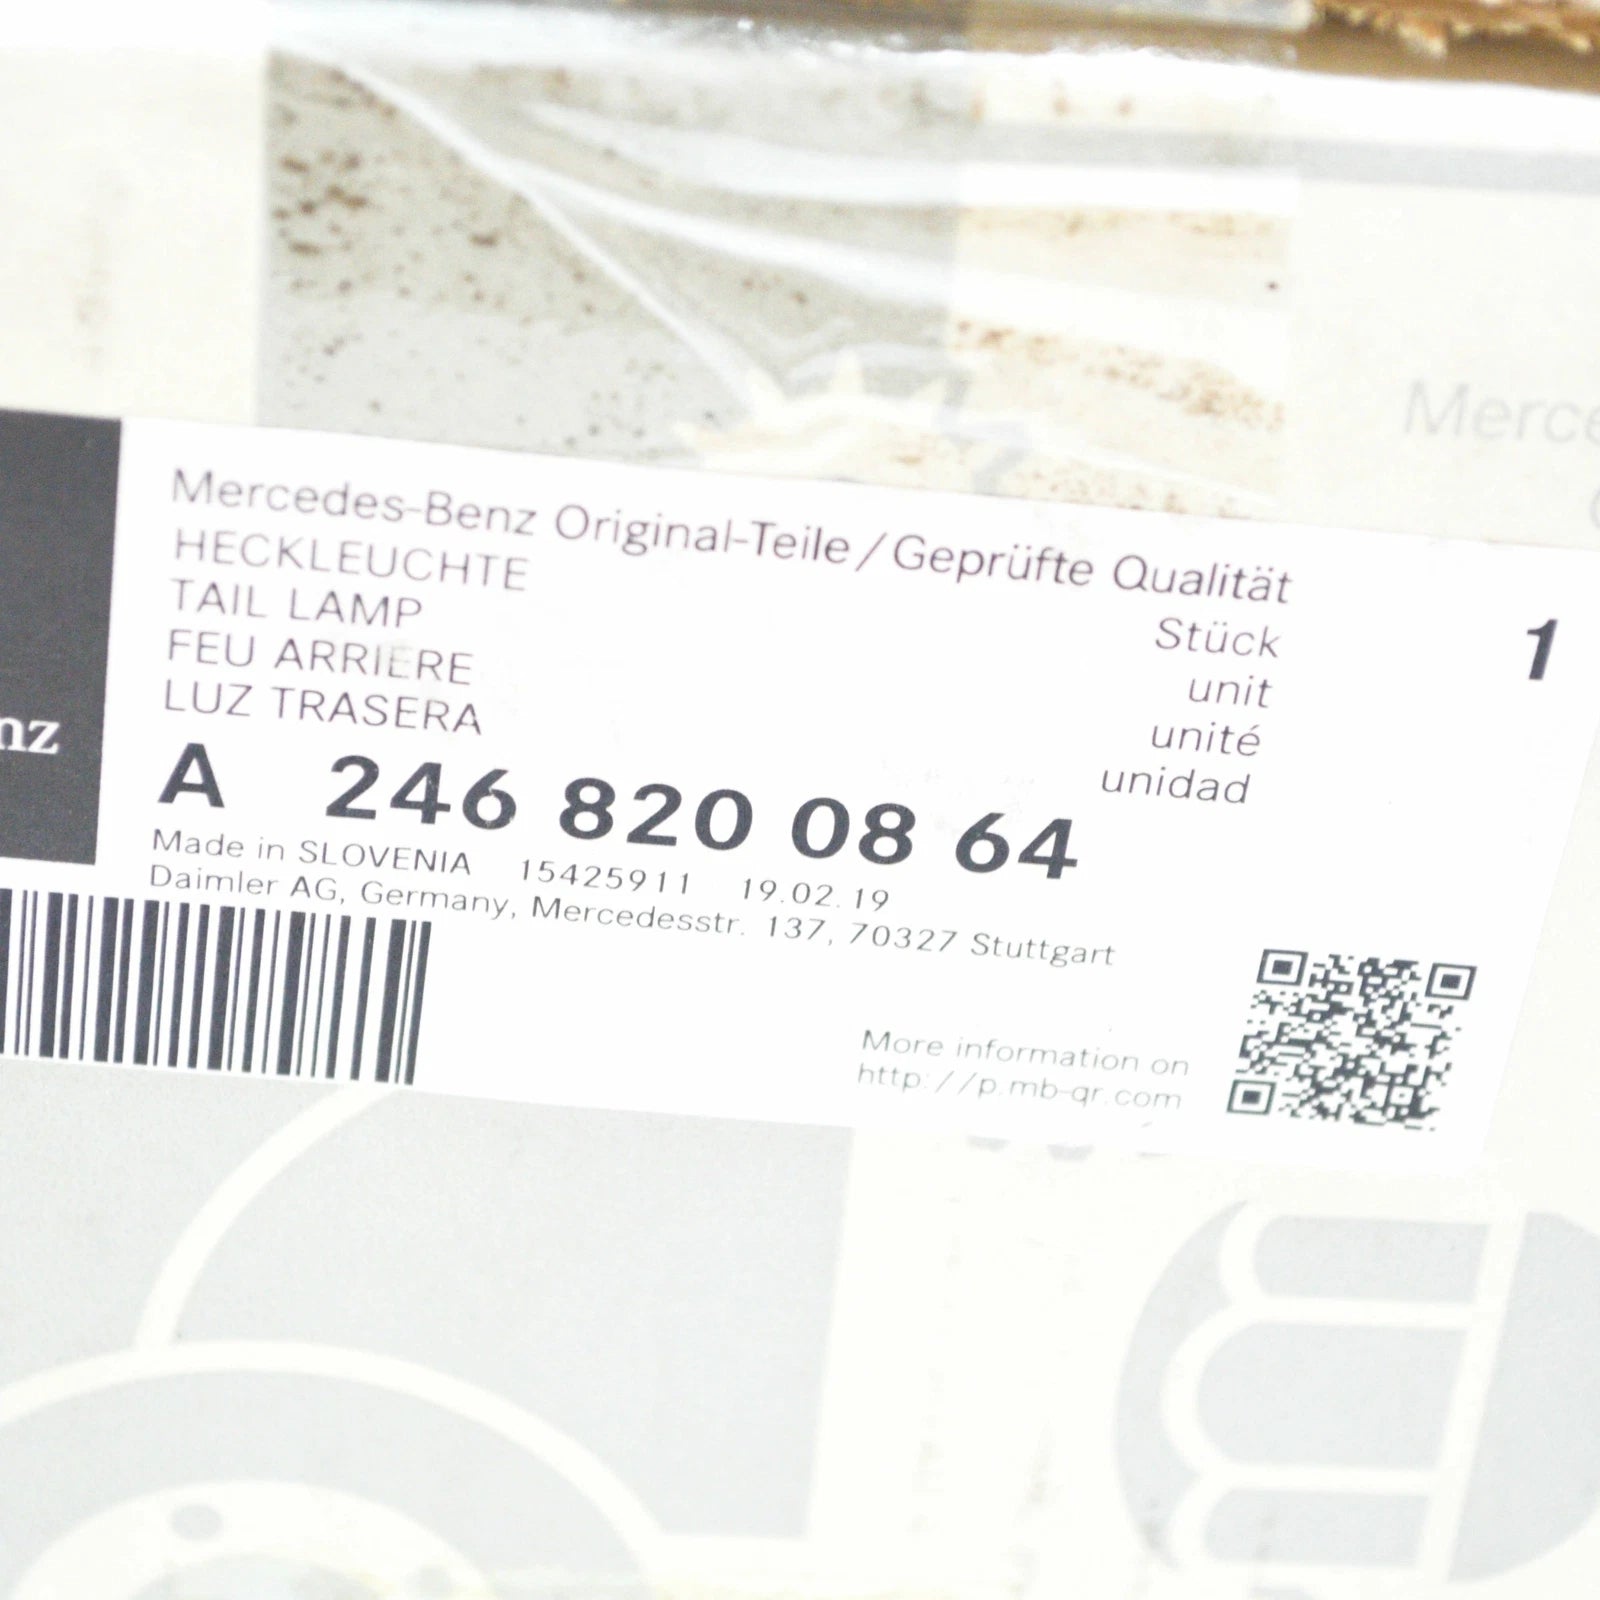 Merce
Mercedes-Benz Original-Teile/Geprüfte Qualität
HECKLEUCHTE
TAIL LAMP
FEU ARRIERE
LUZ TRASERA
Stück 1
unit
unité
unidad
nz
A 246 820 08 64
Made in SLOVENIA 15425911 19.02.19
Daimler AG, Germany, Mercedesstr. 137, 70327 Stuttgart
More information on
http://p.mb-qr.com